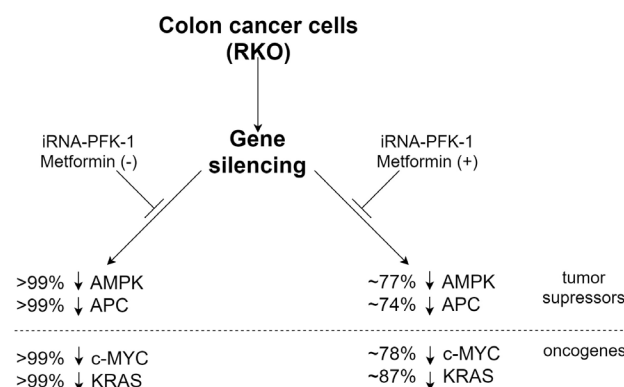 Colon cancer cells
(RKO)
iRNA-PFK-1
Metformin (-)
Gene
silencing
iRNA-PFK-1
Metformin (+)
>99% ↓ AMPK
>99% ↓ APC
~77% ↓ AMPK
~74% ↓ APC
tumor
supressors
>99% ↓ c-MYC
>99% ↓ KRAS
~78% ↓ c-MYC
~87% ↓ KRAS
oncogenes